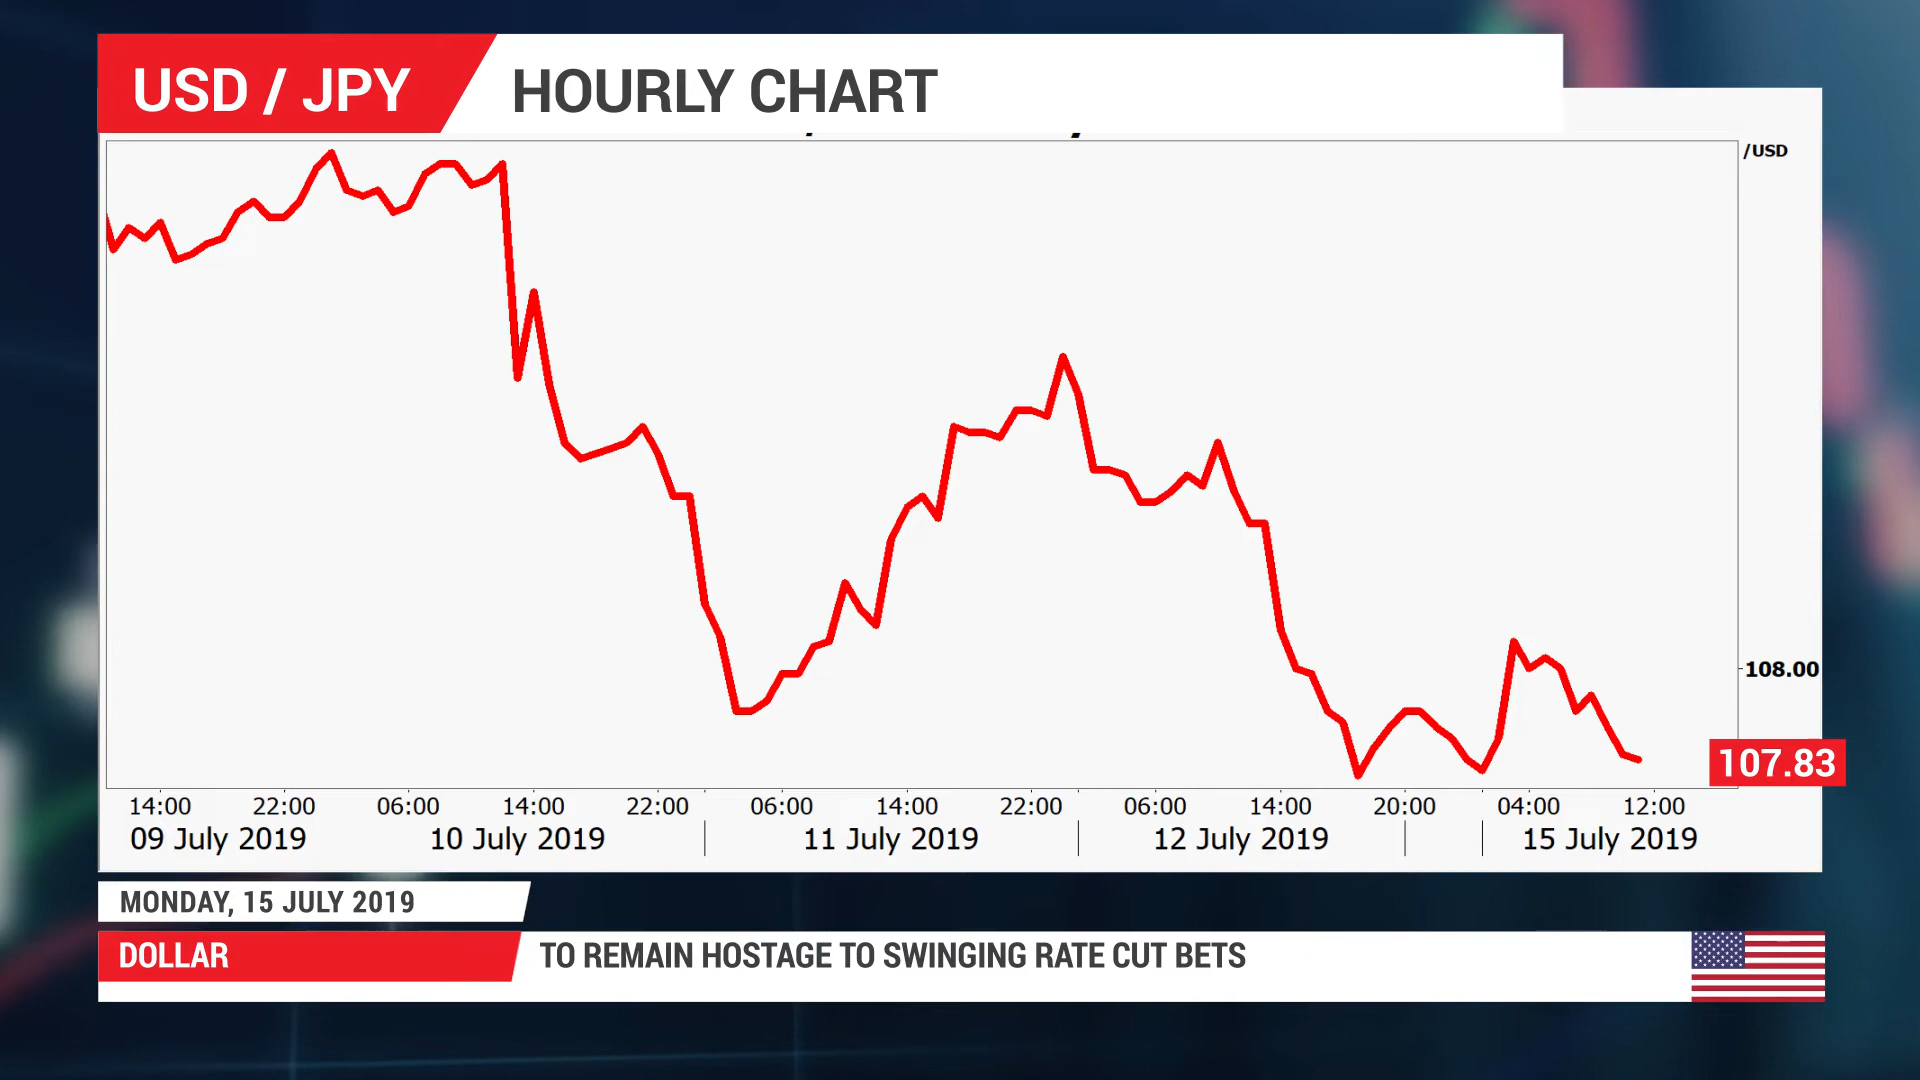 USD / JPY
HOURLY CHART
/USD
108.00
107.83
14:00 22:00 06:00 14:00 22:00 06:00 14:00 22:00 06:00 14:00 20:00 04:00 12:00
09 July 2019 10 July 2019 11 July 2019 12 July 2019 15 July 2019
MONDAY, 15 JULY 2019
DOLLAR
TO REMAIN HOSTAGE TO SWINGING RATE CUT BETS